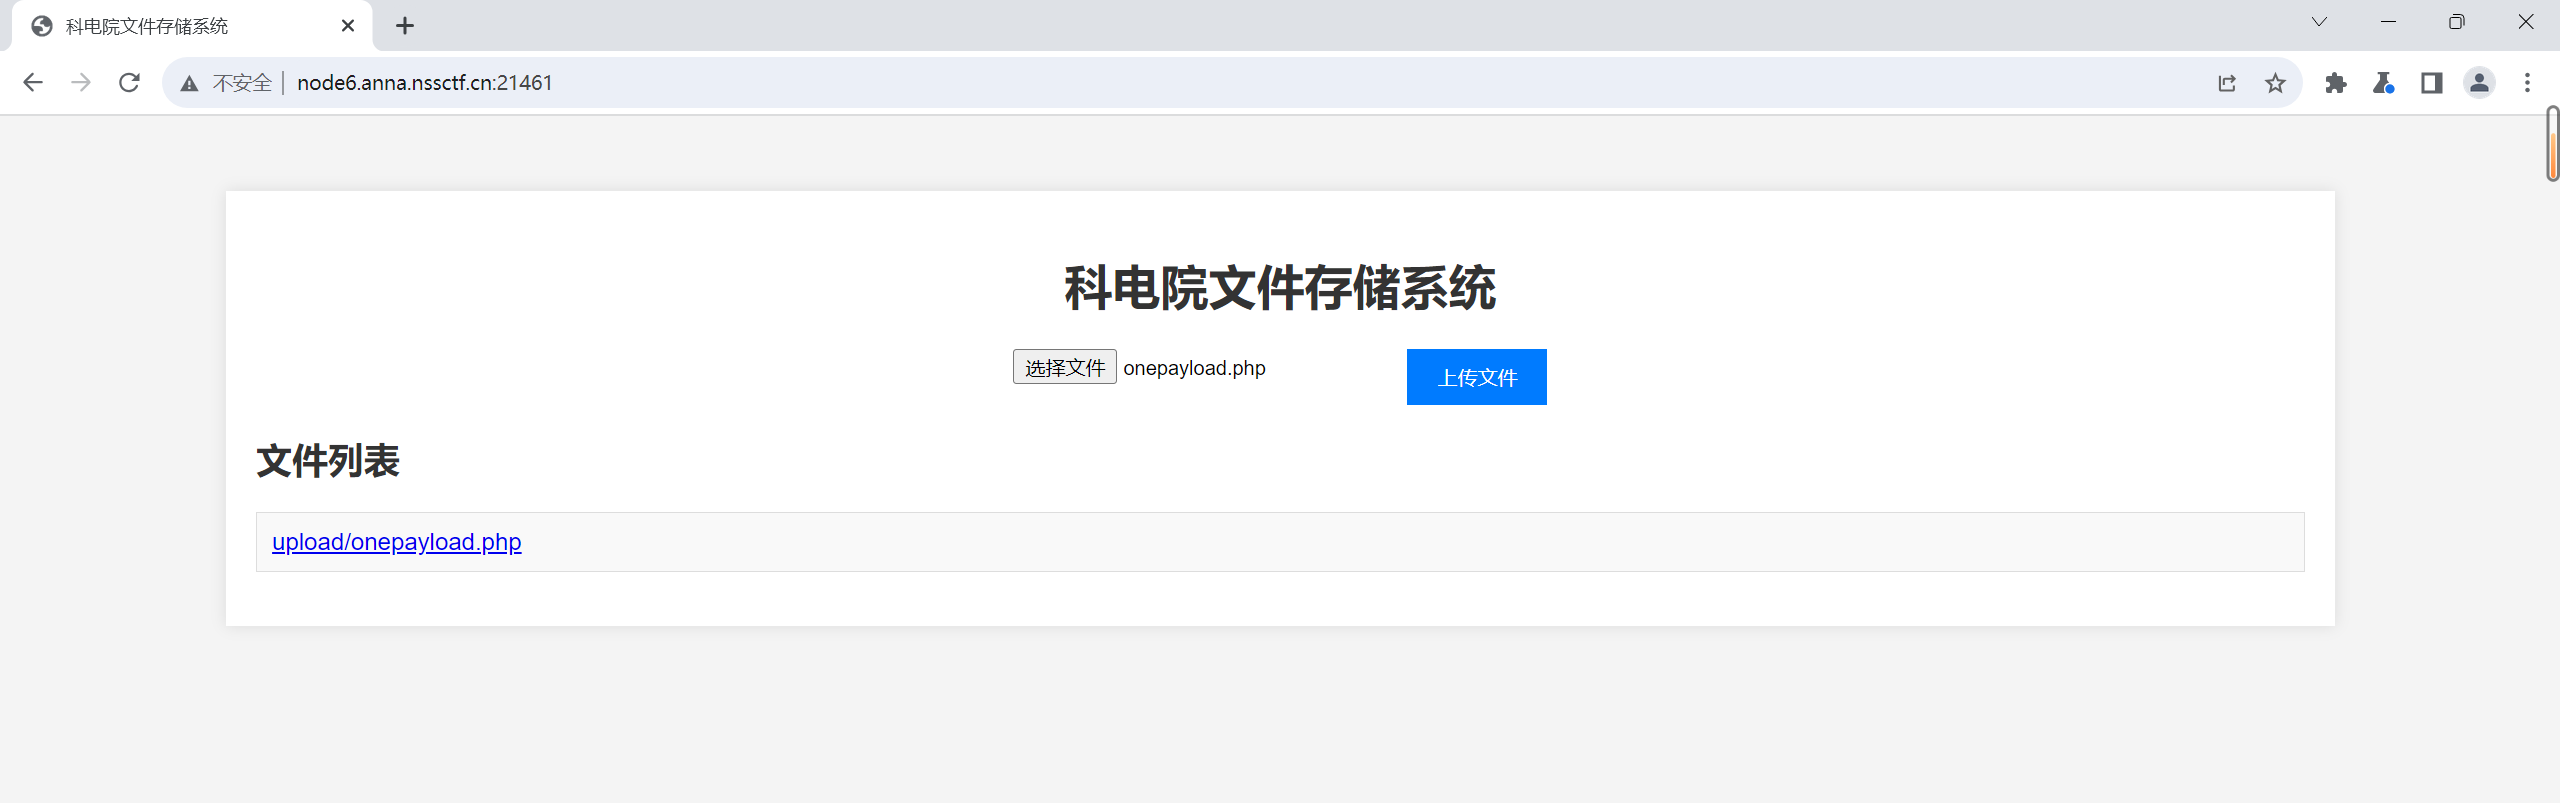 科电院文件存储系统
不安全 node6.anna.nssctf.cn:21461
科电院文件存储系统
选择文件 onepayload.php 上传文件
文件列表
upload/onepayload.php